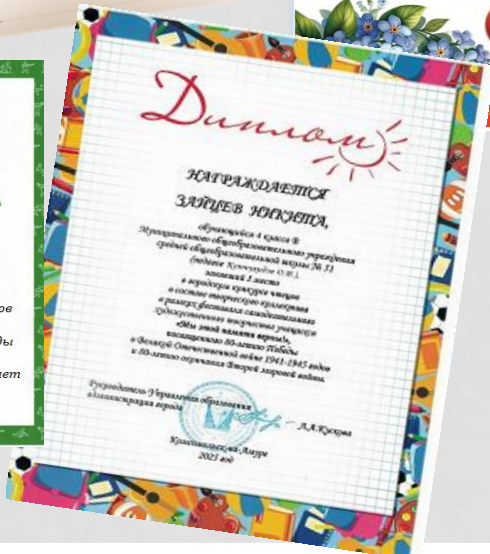 Диплом
НАГРАЖДАЕТСЯ
ЗАЙЦЕВ НИКИТА,
обучающийся 4 класса В
Муниципального общеобразовательного учреждения
средней общеобразовательной школы № 51
(педагог О.В.),
занявший 1 место
в городском конкурсе чтецов
в составе творческого коллектива
в рамках фестиваля самодеятельного
художественного творчества учащихся
«Мы этой памяти верны!»,
посвященного 80-летию Победы
в Великой Отечественной войне 1941-1945 годов
и 80-летию окончания Второй мировой войны.
Руководитель Управления образования
администрации города
Л.А.Кускова
Комсомольск-на-Амуре
2025 год
ов
ды
ет